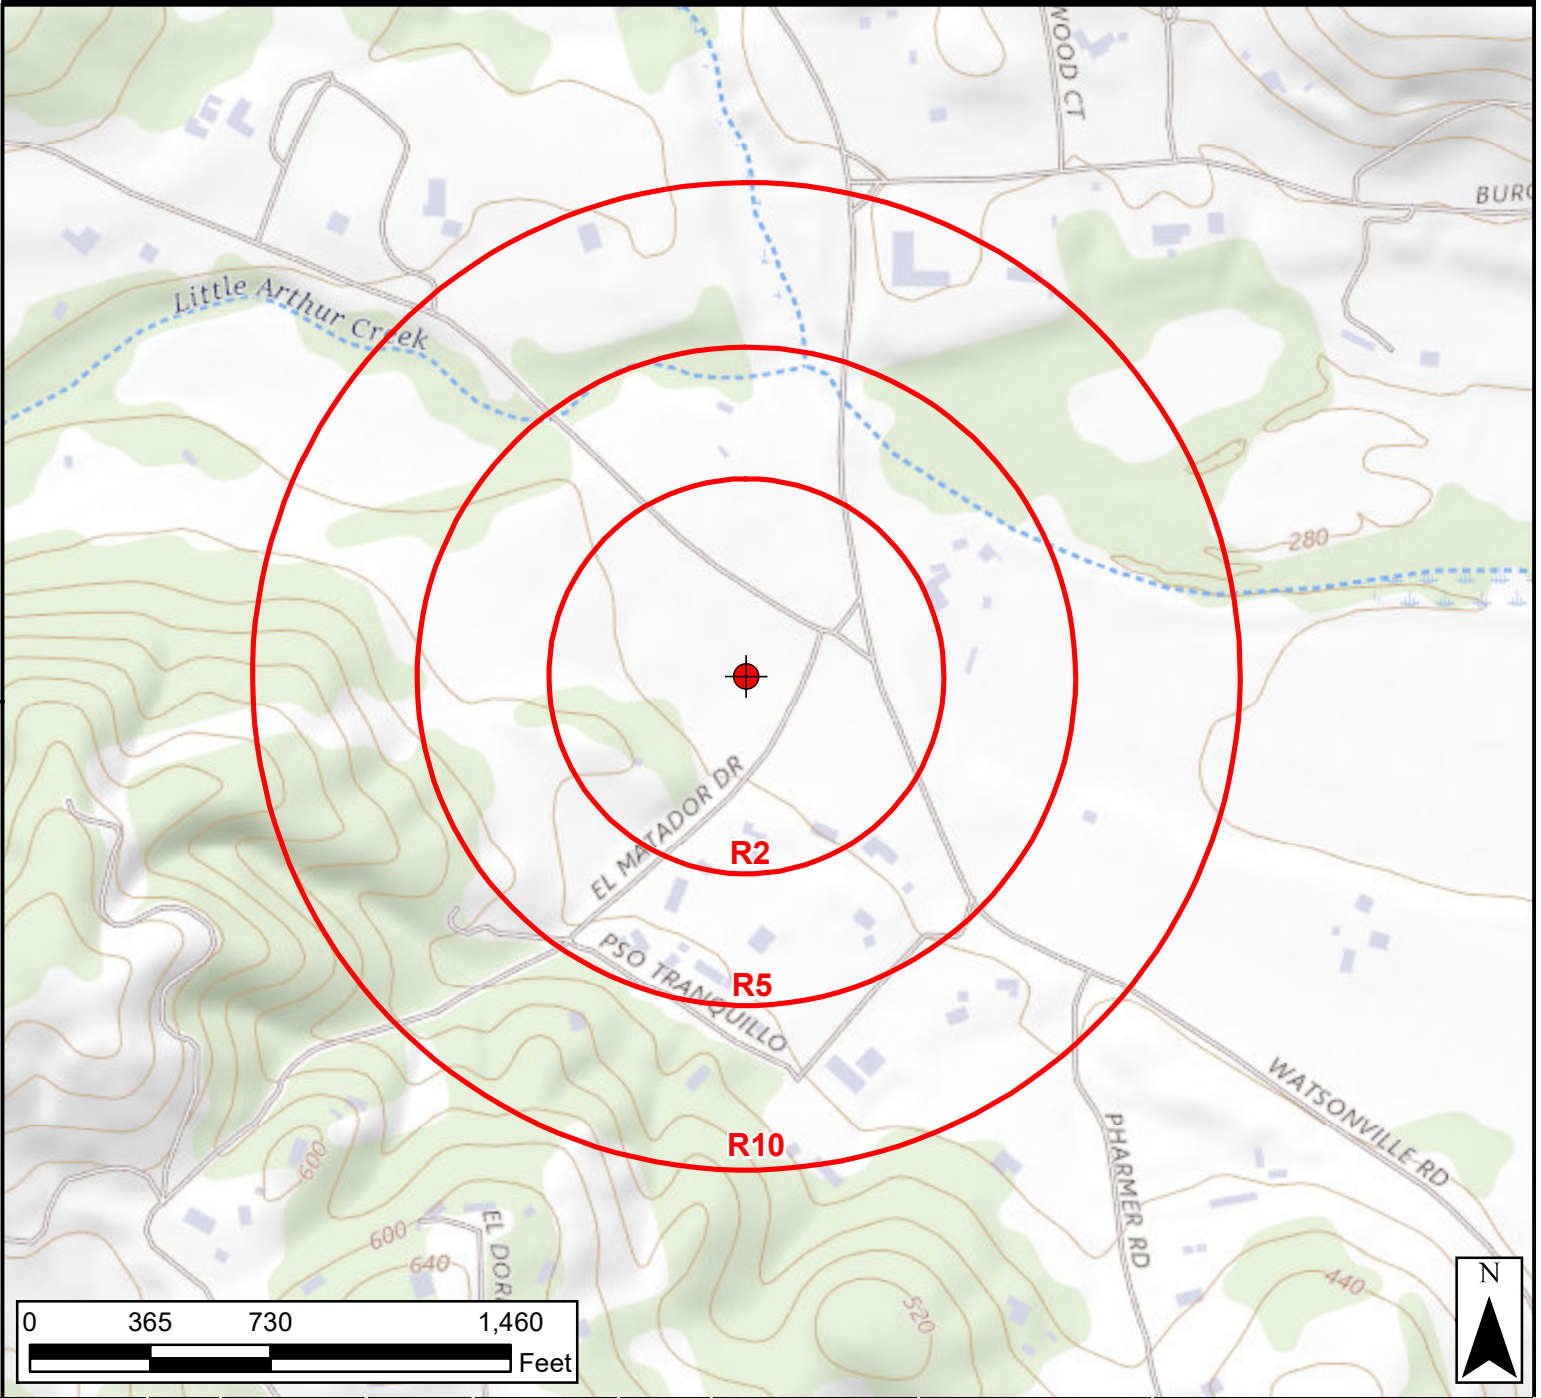 WOOD CT
BUR
Little Arthur Creek
280
EL MATADOR DR
R2
PSO TRANQUILLO
R5
R10
WATSONVILLE RD
PHARMER RD
600
600
640
EL DOR
520
440
N
0 365 730 1,460
Feet